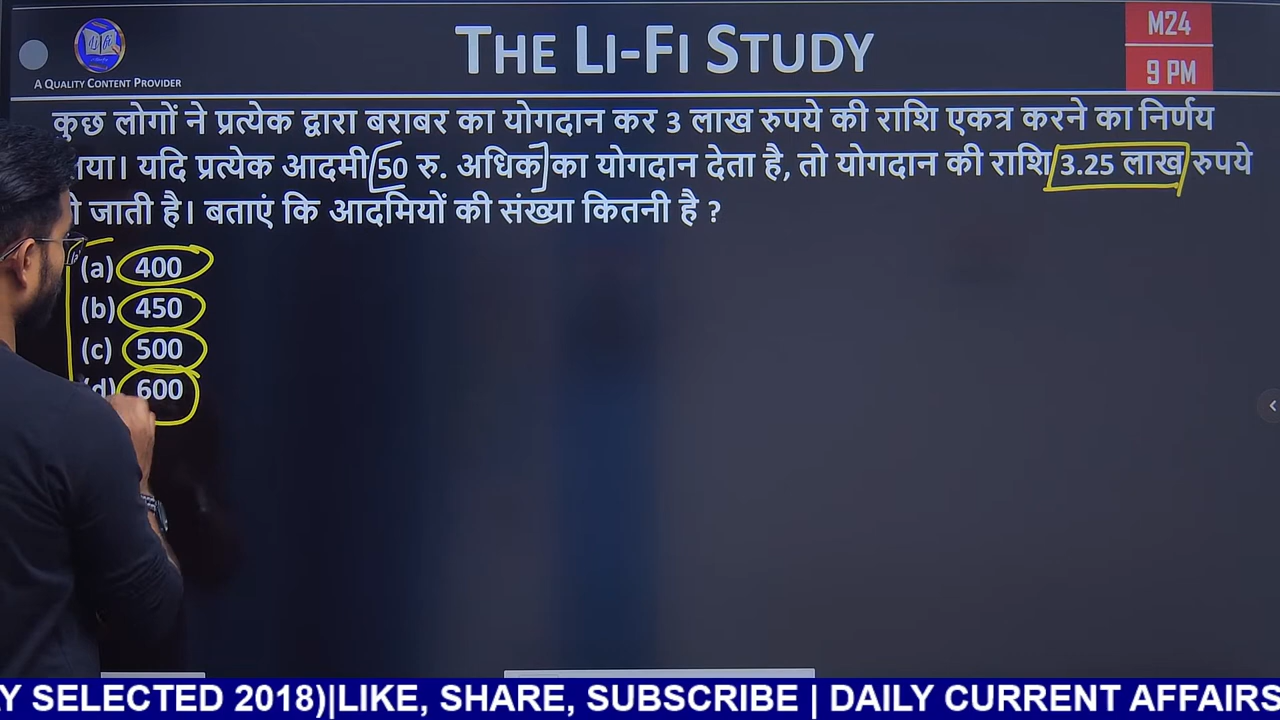 THE LI-FI STUDY
A QUALITY CONTENT PROVIDER
M24
9 PM
कुछ लोगों ने प्रत्येक द्वारा बराबर का योगदान कर 3 लाख रुपये की राशि एकत्र करने का निर्णय
यदि प्रत्येक आदमी 50 रु. अधिक का योगदान देता है, तो योगदान की राशि 3.25 लाख रुपये
जाती है। बताएं कि आदमियों की संख्या कितनी है ?
(a) 400
(b) 450
(c) 500
(d) 600
Y SELECTED 2018)|LIKE, SHARE, SUBSCRIBE | DAILY CURRENT AFFAIRS